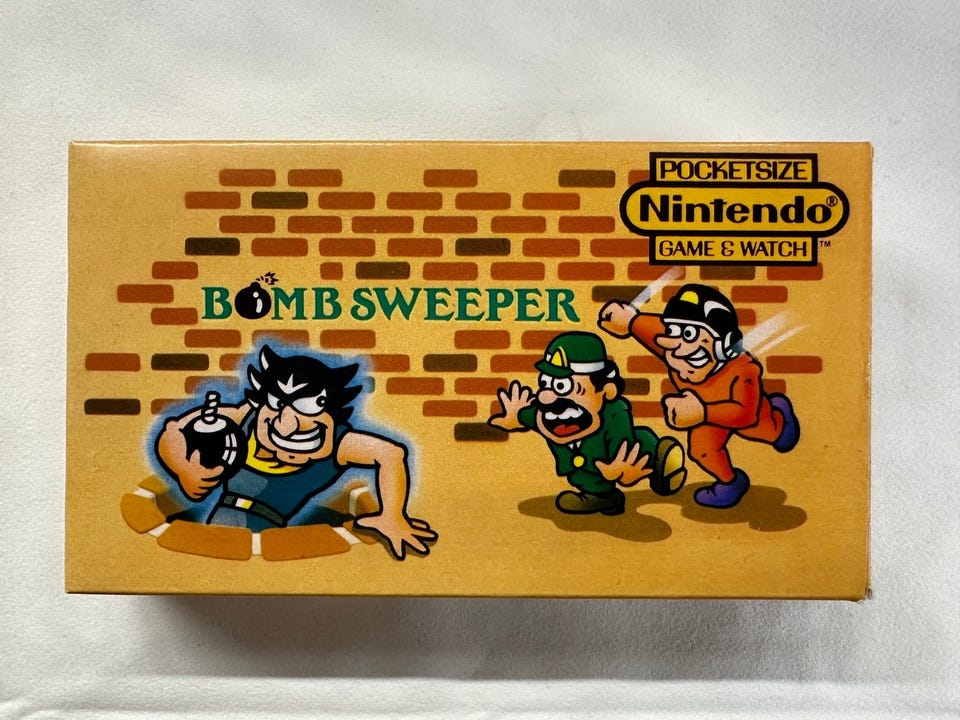 POCKETSIZE
Nintendo®
GAME & WATCH™
BOMB SWEEPER